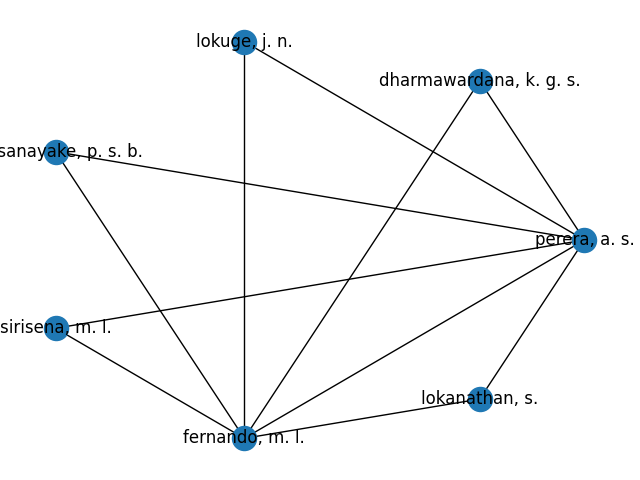 lokuge, j. n.
dharmawardana, k. g. s.
sanayake, p. s. b.
perera, a. s.
sirisena, m. l.
lokanathan, s.
fernando, m. l.